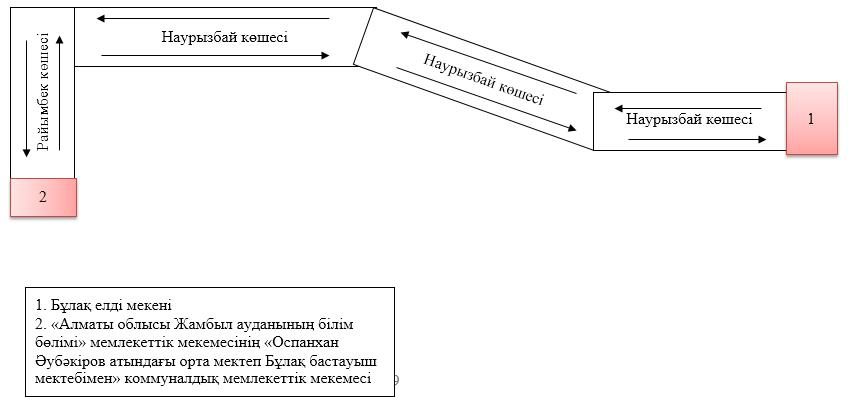 Райымбек көшесі
Наурызбай көшесі
Наурызбай көшесі
Наурызбай көшесі
1
2
1. Бұлақ елді мекені
2. «Алматы облысы Жамбыл ауданының білім
бөлімі» мемлекеттік мекемесінің «Оспанхан
Әубәкіров атындағы орта мектеп Бұлақ бастауыш
мектебімен» коммуналдық мемлекеттік мекемесі
9